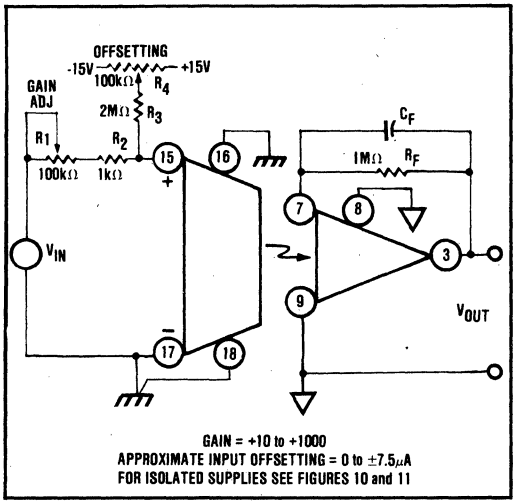 OFFSETTING
-15V +15V
100kΩ R4
GAIN
ADJ
2MΩ R3
R1
R2
100kΩ
1kΩ
15
+
16
CF
1MΩ RF
7
8
VIN
3
9
VOUT
−
17
18
GAIN = +10 to +1000
APPROXIMATE INPUT OFFSETTING = 0 to ±7.5μA
FOR ISOLATED SUPPLIES SEE FIGURES 10 and 11